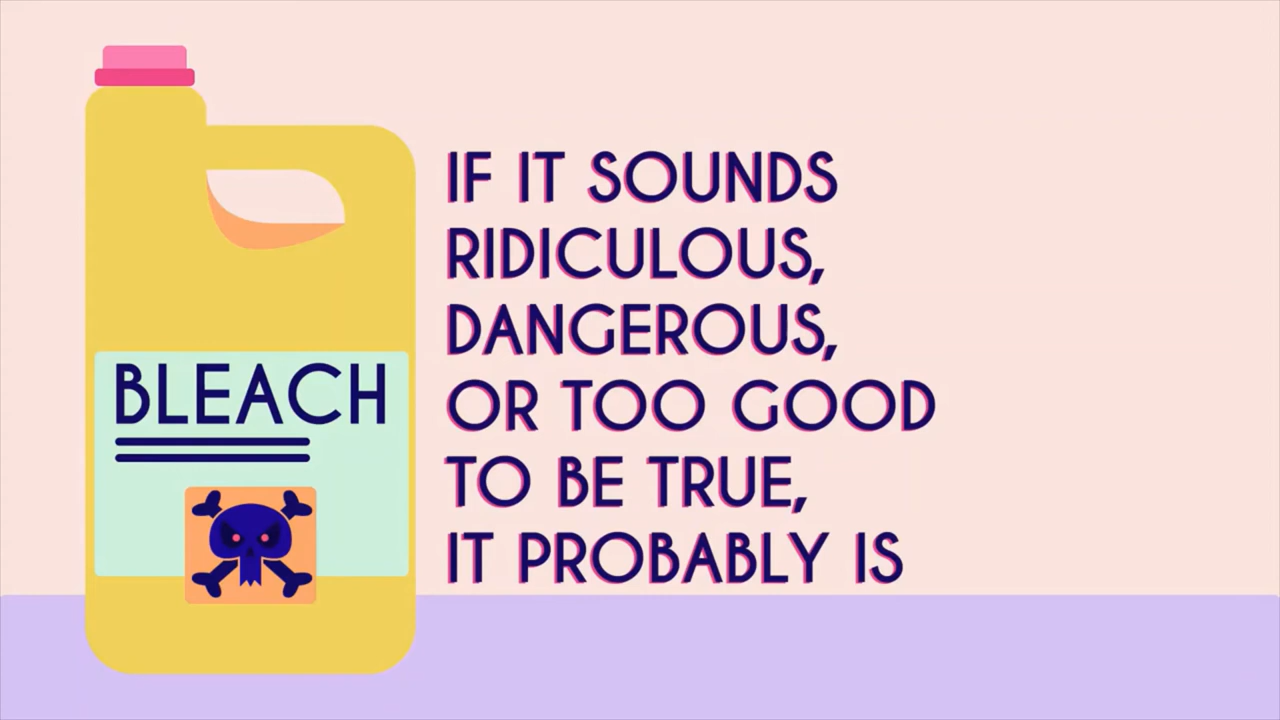 BLEACH
IF IT SOUNDS
RIDICULOUS,
DANGEROUS,
OR TOO GOOD
TO BE TRUE,
IT PROBABLY IS